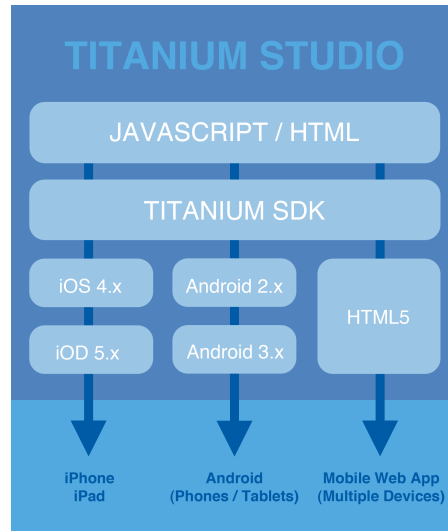 TITANIUM STUDIO
JAVASCRIPT / HTML
TITANIUM SDK
iOS 4.x
Android 2.x
HTML5
iOD 5.x
Android 3.x
iPhone
iPad
Android
(Phones / Tablets)
Mobile Web App
(Multiple Devices)